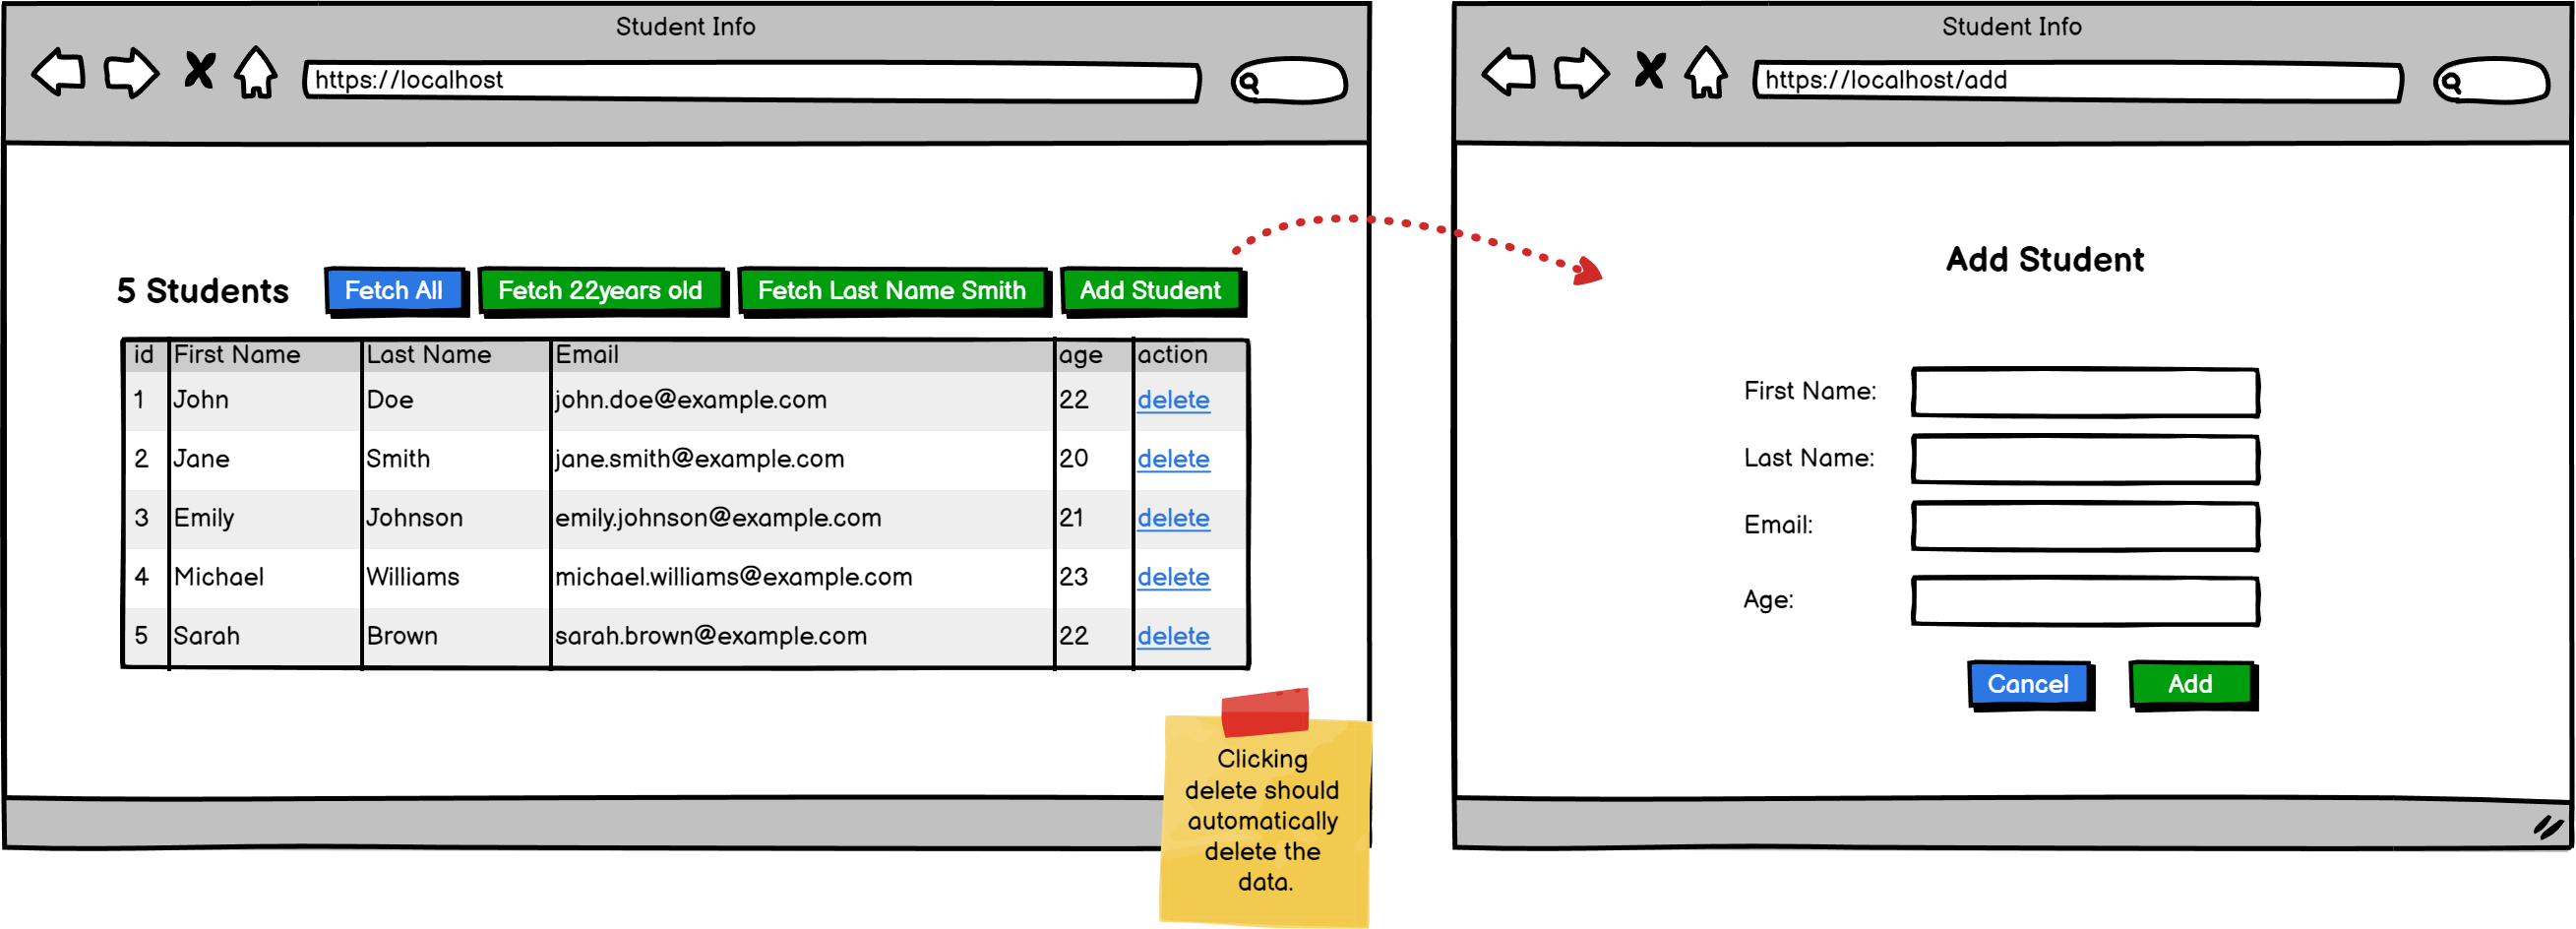 Student Info
https://localhost
5 Students
Fetch All
Fetch 22years old
Fetch Last Name Smith
Add Student
id First Name Last Name Email age action
1 John Doe john.doe@example.com 22 delete
2 Jane Smith jane.smith@example.com 20 delete
3 Emily Johnson emily.johnson@example.com 21 delete
4 Michael Williams michael.williams@example.com 23 delete
5 Sarah Brown sarah.brown@example.com 22 delete
Clicking
delete should
automatically
delete the
data.
Student Info
https://localhost/add
Add Student
First Name:
Last Name:
Email:
Age:
Cancel
Add